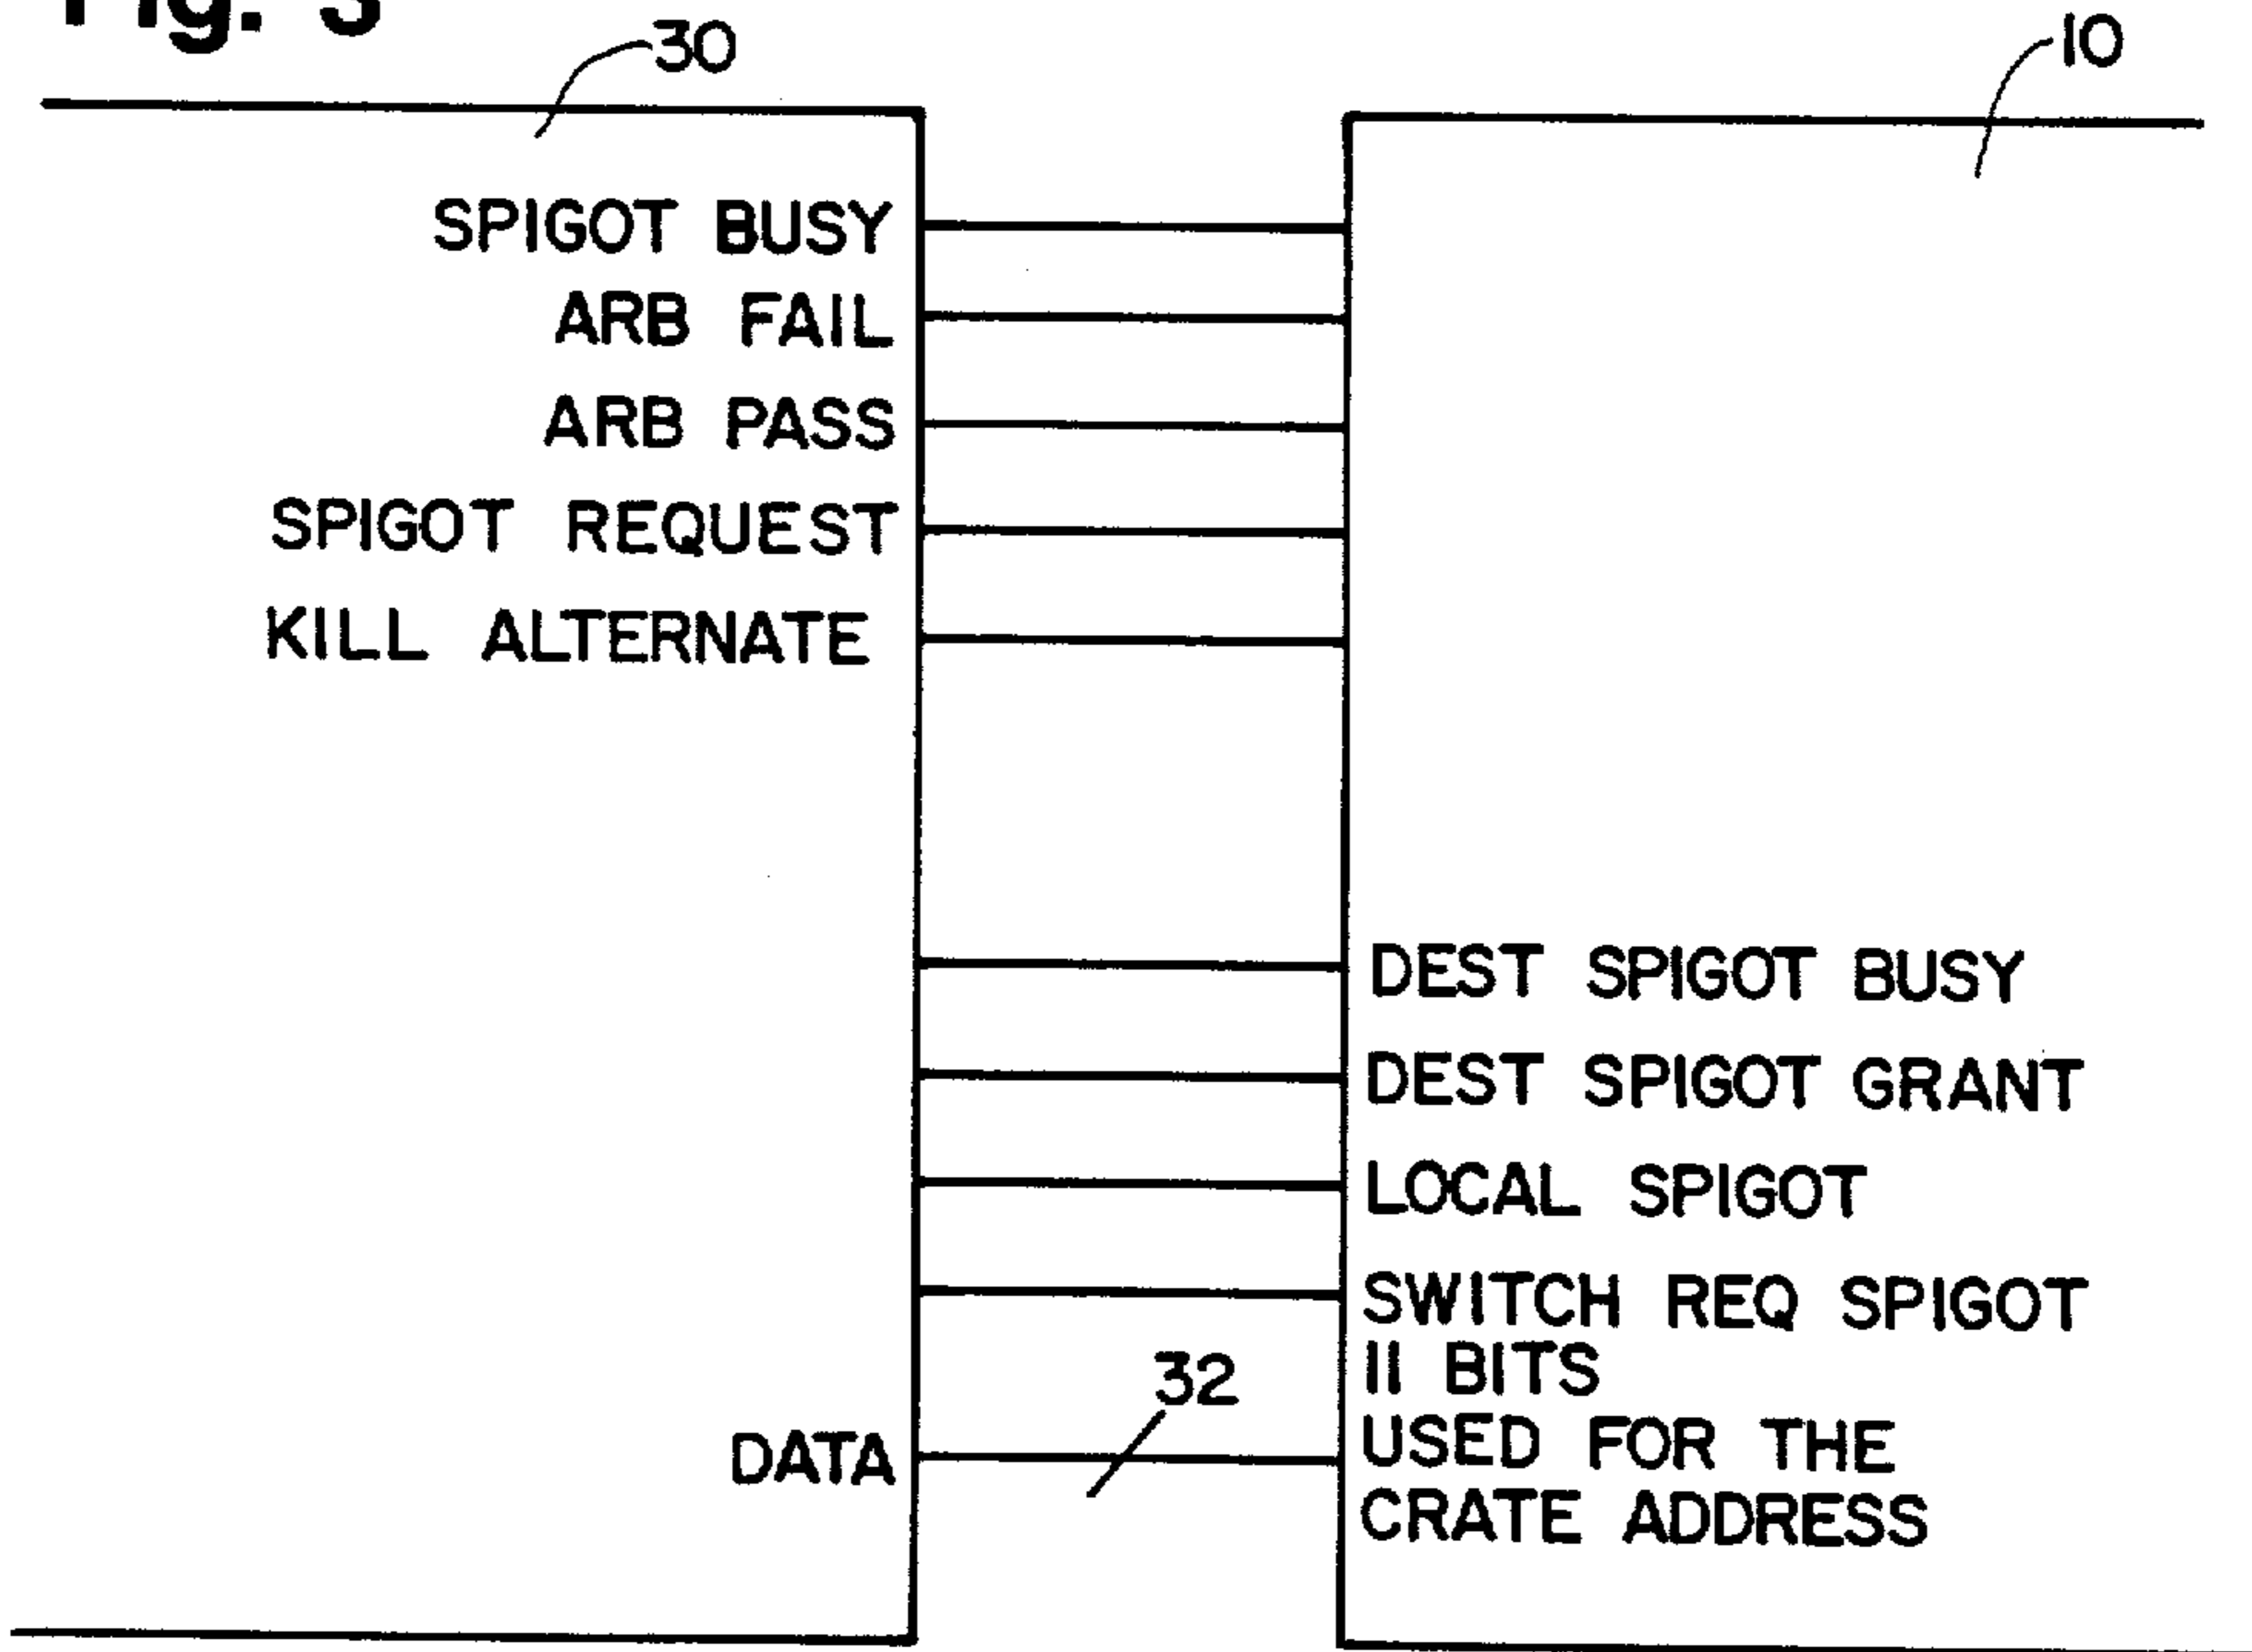 Fig. 3
30
10
SPIGOT BUSY
ARB FAIL
ARB PASS
SPIGOT REQUEST
KILL ALTERNATE
DEST SPIGOT BUSY
DEST SPIGOT GRANT
LOCAL SPIGOT
SWITCH REQ SPIGOT
11 BITS
32
DATA
USED FOR THE
CRATE ADDRESS